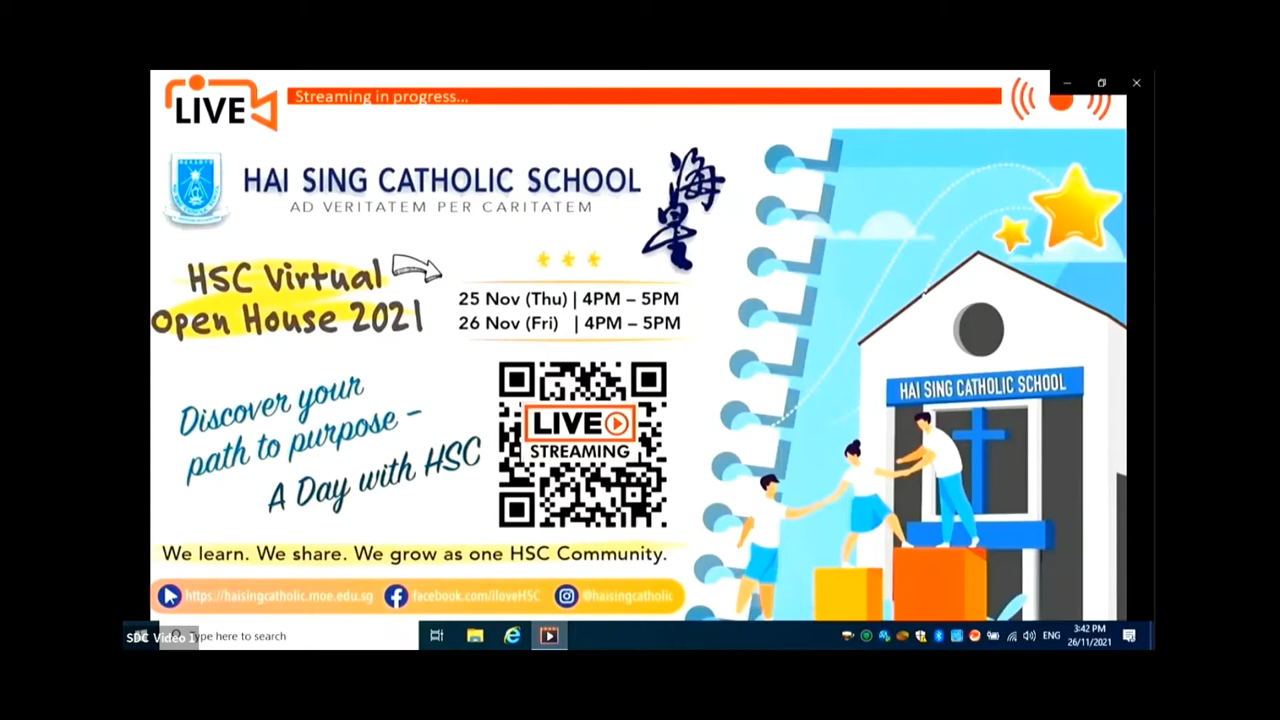 LIVE
Streaming in progress...
HAI SING CATHOLIC SCHOOL
AD VERITATEM PER CARITATEM
海星
HSC Virtual
Open House 2021
25 Nov (Thu) | 4PM – 5PM
26 Nov (Fri) | 4PM – 5PM
Discover your
path to purpose –
A Day with HSC
LIVE
STREAMING
HAI SING CATHOLIC SCHOOL
We learn. We share. We grow as one HSC Community.
https://haisingcatholic.moe.edu.sg
facebook.com/iloveHSC
@haisingcatholic
SDC Video 1
Type here to search
ENG
3:42 PM
26/11/2021